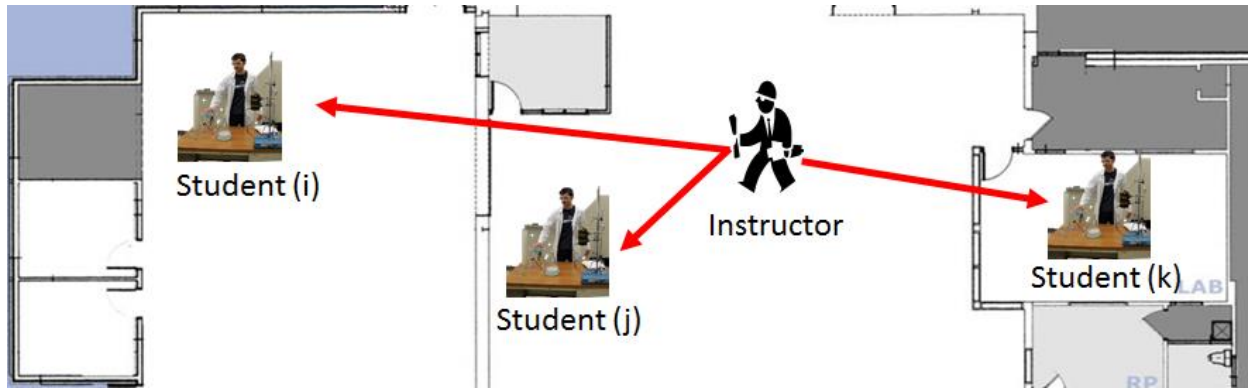 Student (i)
Instructor
Student (j)
Student (k)
LAB
RP